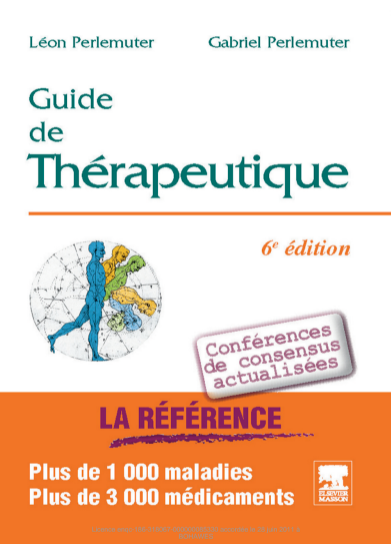 Léon Perlemuter Gabriel Perlemuter
Guide
de
Thérapeutique
6e édition
Conférences
de consensus
actualisées
LA RÉFÉRENCE
Plus de 1 000 maladies
Plus de 3 000 médicaments
ELSEVIER
MASSON